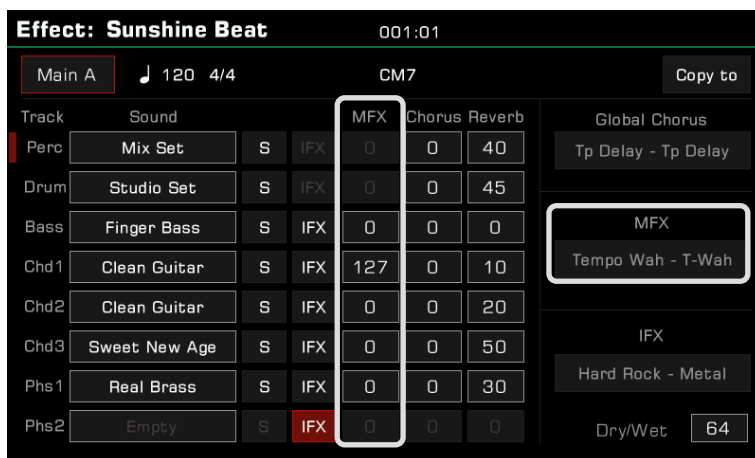 Effect: Sunshine Beat 001:01
Main A ♩ 120 4/4 CM7 Copy to
Track Sound MFX Chorus Reverb Global Chorus
Perc Mix Set S IFX 0 0 40 Tp Delay - Tp Delay
Drum Studio Set S IFX 0 0 45
Bass Finger Bass S IFX 0 0 0 MFX
Chd1 Clean Guitar S IFX 127 0 10 Tempo Wah - T-Wah
Chd2 Clean Guitar S IFX 0 0 20
Chd3 Sweet New Age S IFX 0 0 50 IFX
Phs1 Real Brass S IFX 0 0 30 Hard Rock - Metal
Phs2 Empty S IFX 0 0 0 Dry/Wet 64